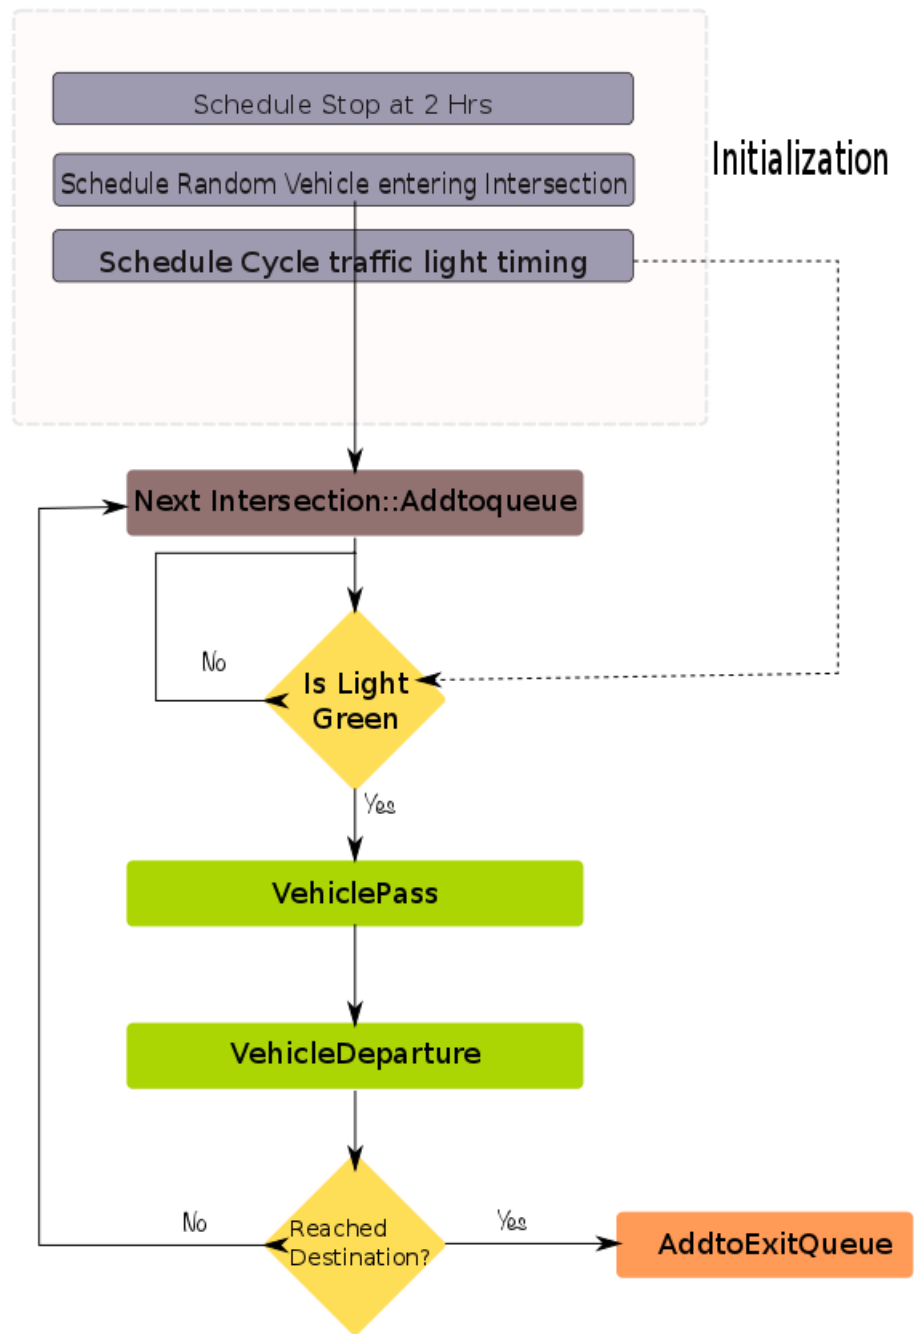 Schedule Stop at 2 Hrs
Initialization
Schedule Random Vehicle entering Intersection
Schedule Cycle traffic light timing
Next Intersection::Addtoqueue
No
Is Light
Green
Yes
VehiclePass
VehicleDeparture
No
Reached
Destination?
Yes
AddtoExitQueue